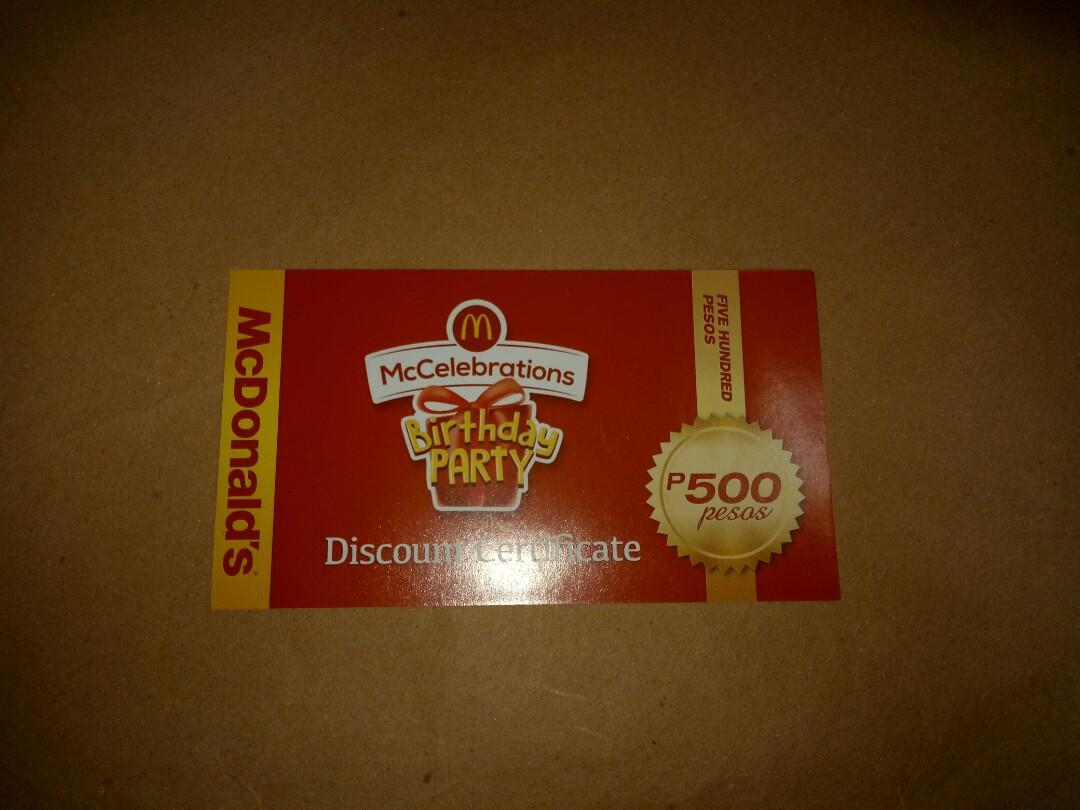 McDonald's
McCelebrations
Birthday
PARTY
Discount Certificate
FIVE HUNDRED
PESOS
P500
pesos